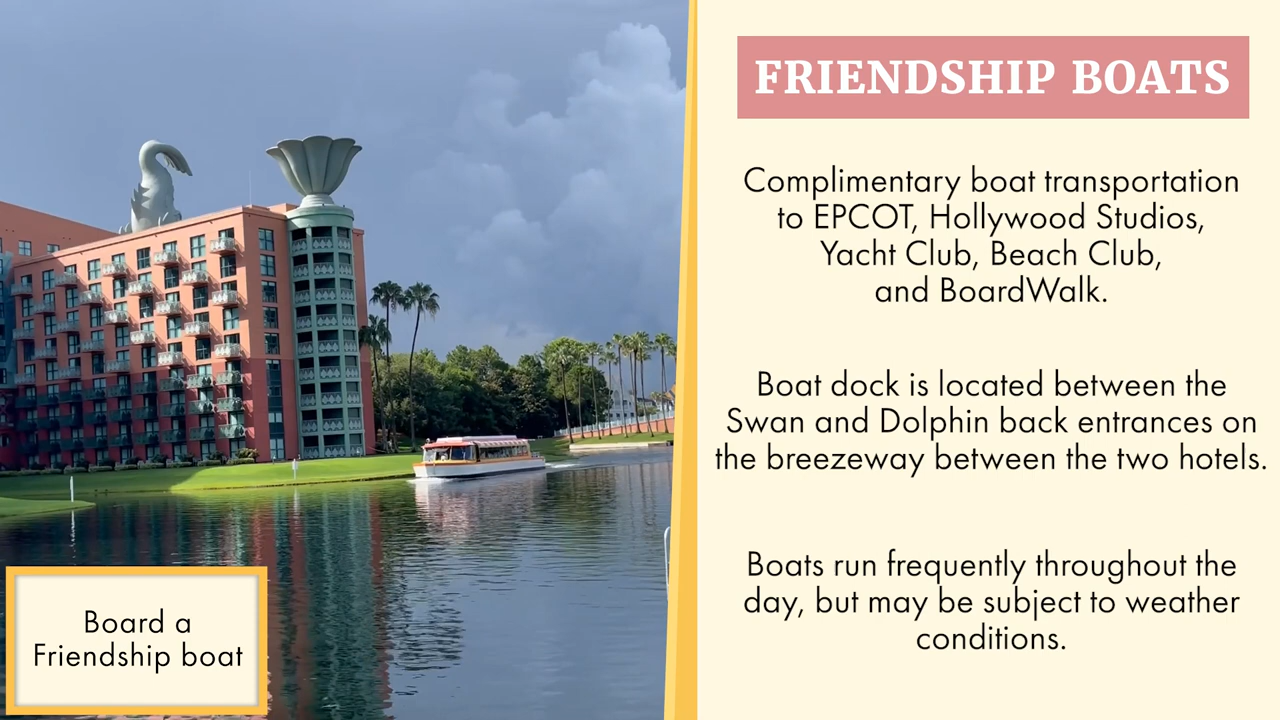 FRIENDSHIP BOATS
Complimentary boat transportation
to EPCOT, Hollywood Studios,
Yacht Club, Beach Club,
and BoardWalk.
Boat dock is located between the
Swan and Dolphin back entrances on
the breezeway between the two hotels.
Boats run frequently throughout the
day, but may be subject to weather
conditions.
Board a
Friendship boat